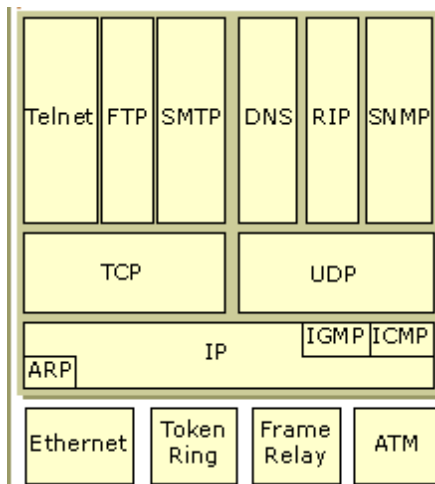 Telnet FTP SMTP DNS RIP SNMP
TCP UDP
IGMP ICMP
IP
ARP
Ethernet
Token
Ring
Frame
Relay
ATM